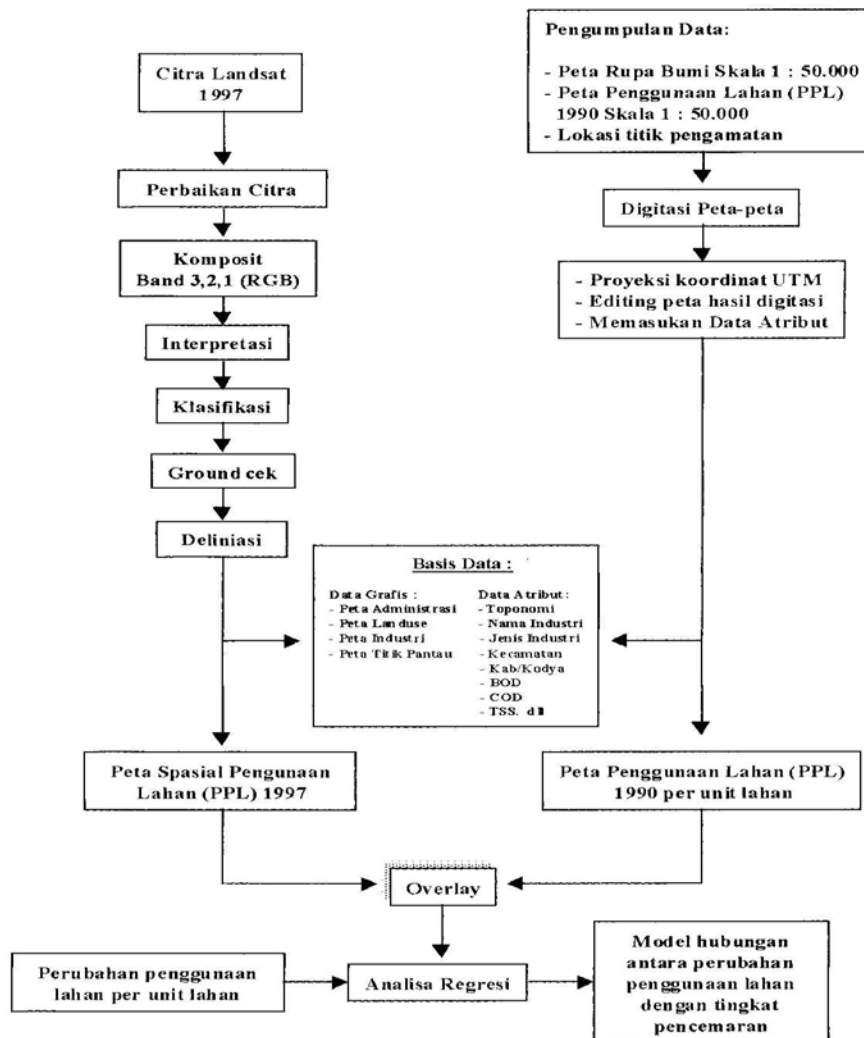 Citra Landsat
1997
Perbaikan Citra
Komposit
Band 3,2,1 (RGB)
Interpretasi
Klasifikasi
Ground cek
Deliniasi
Pengumpulan Data:
- Peta Rupa Bumi Skala 1 : 50.000
- Peta Penggunaan Lahan (PPL)
1990 Skala 1 : 50.000
- Lokasi titik pengamatan
Digitasi Peta-peta
- Proyeksi koordinat UTM
- Editing peta hasil digitasi
- Memasukan Data Atribut
Basis Data :
Data Grafis :
- Peta Administrasi
- Peta Landuse
- Peta Industri
- Peta Titik Pantau
Data Atribut :
- Toponomi
- Nama Industri
- Jenis Industri
- Kecamatan
- Kab/Kodya
- BOD
- COD
- TSS. dll
Peta Spasial Pengunaan
Lahan (PPL) 1997
Peta Penggunaan Lahan (PPL)
1990 per unit lahan
Overlay
Perubahan penggunaan
lahan per unit lahan
Analisa Regresi
Model hubungan
antara perubahan
penggunaan lahan
dengan tingkat
pencemaran